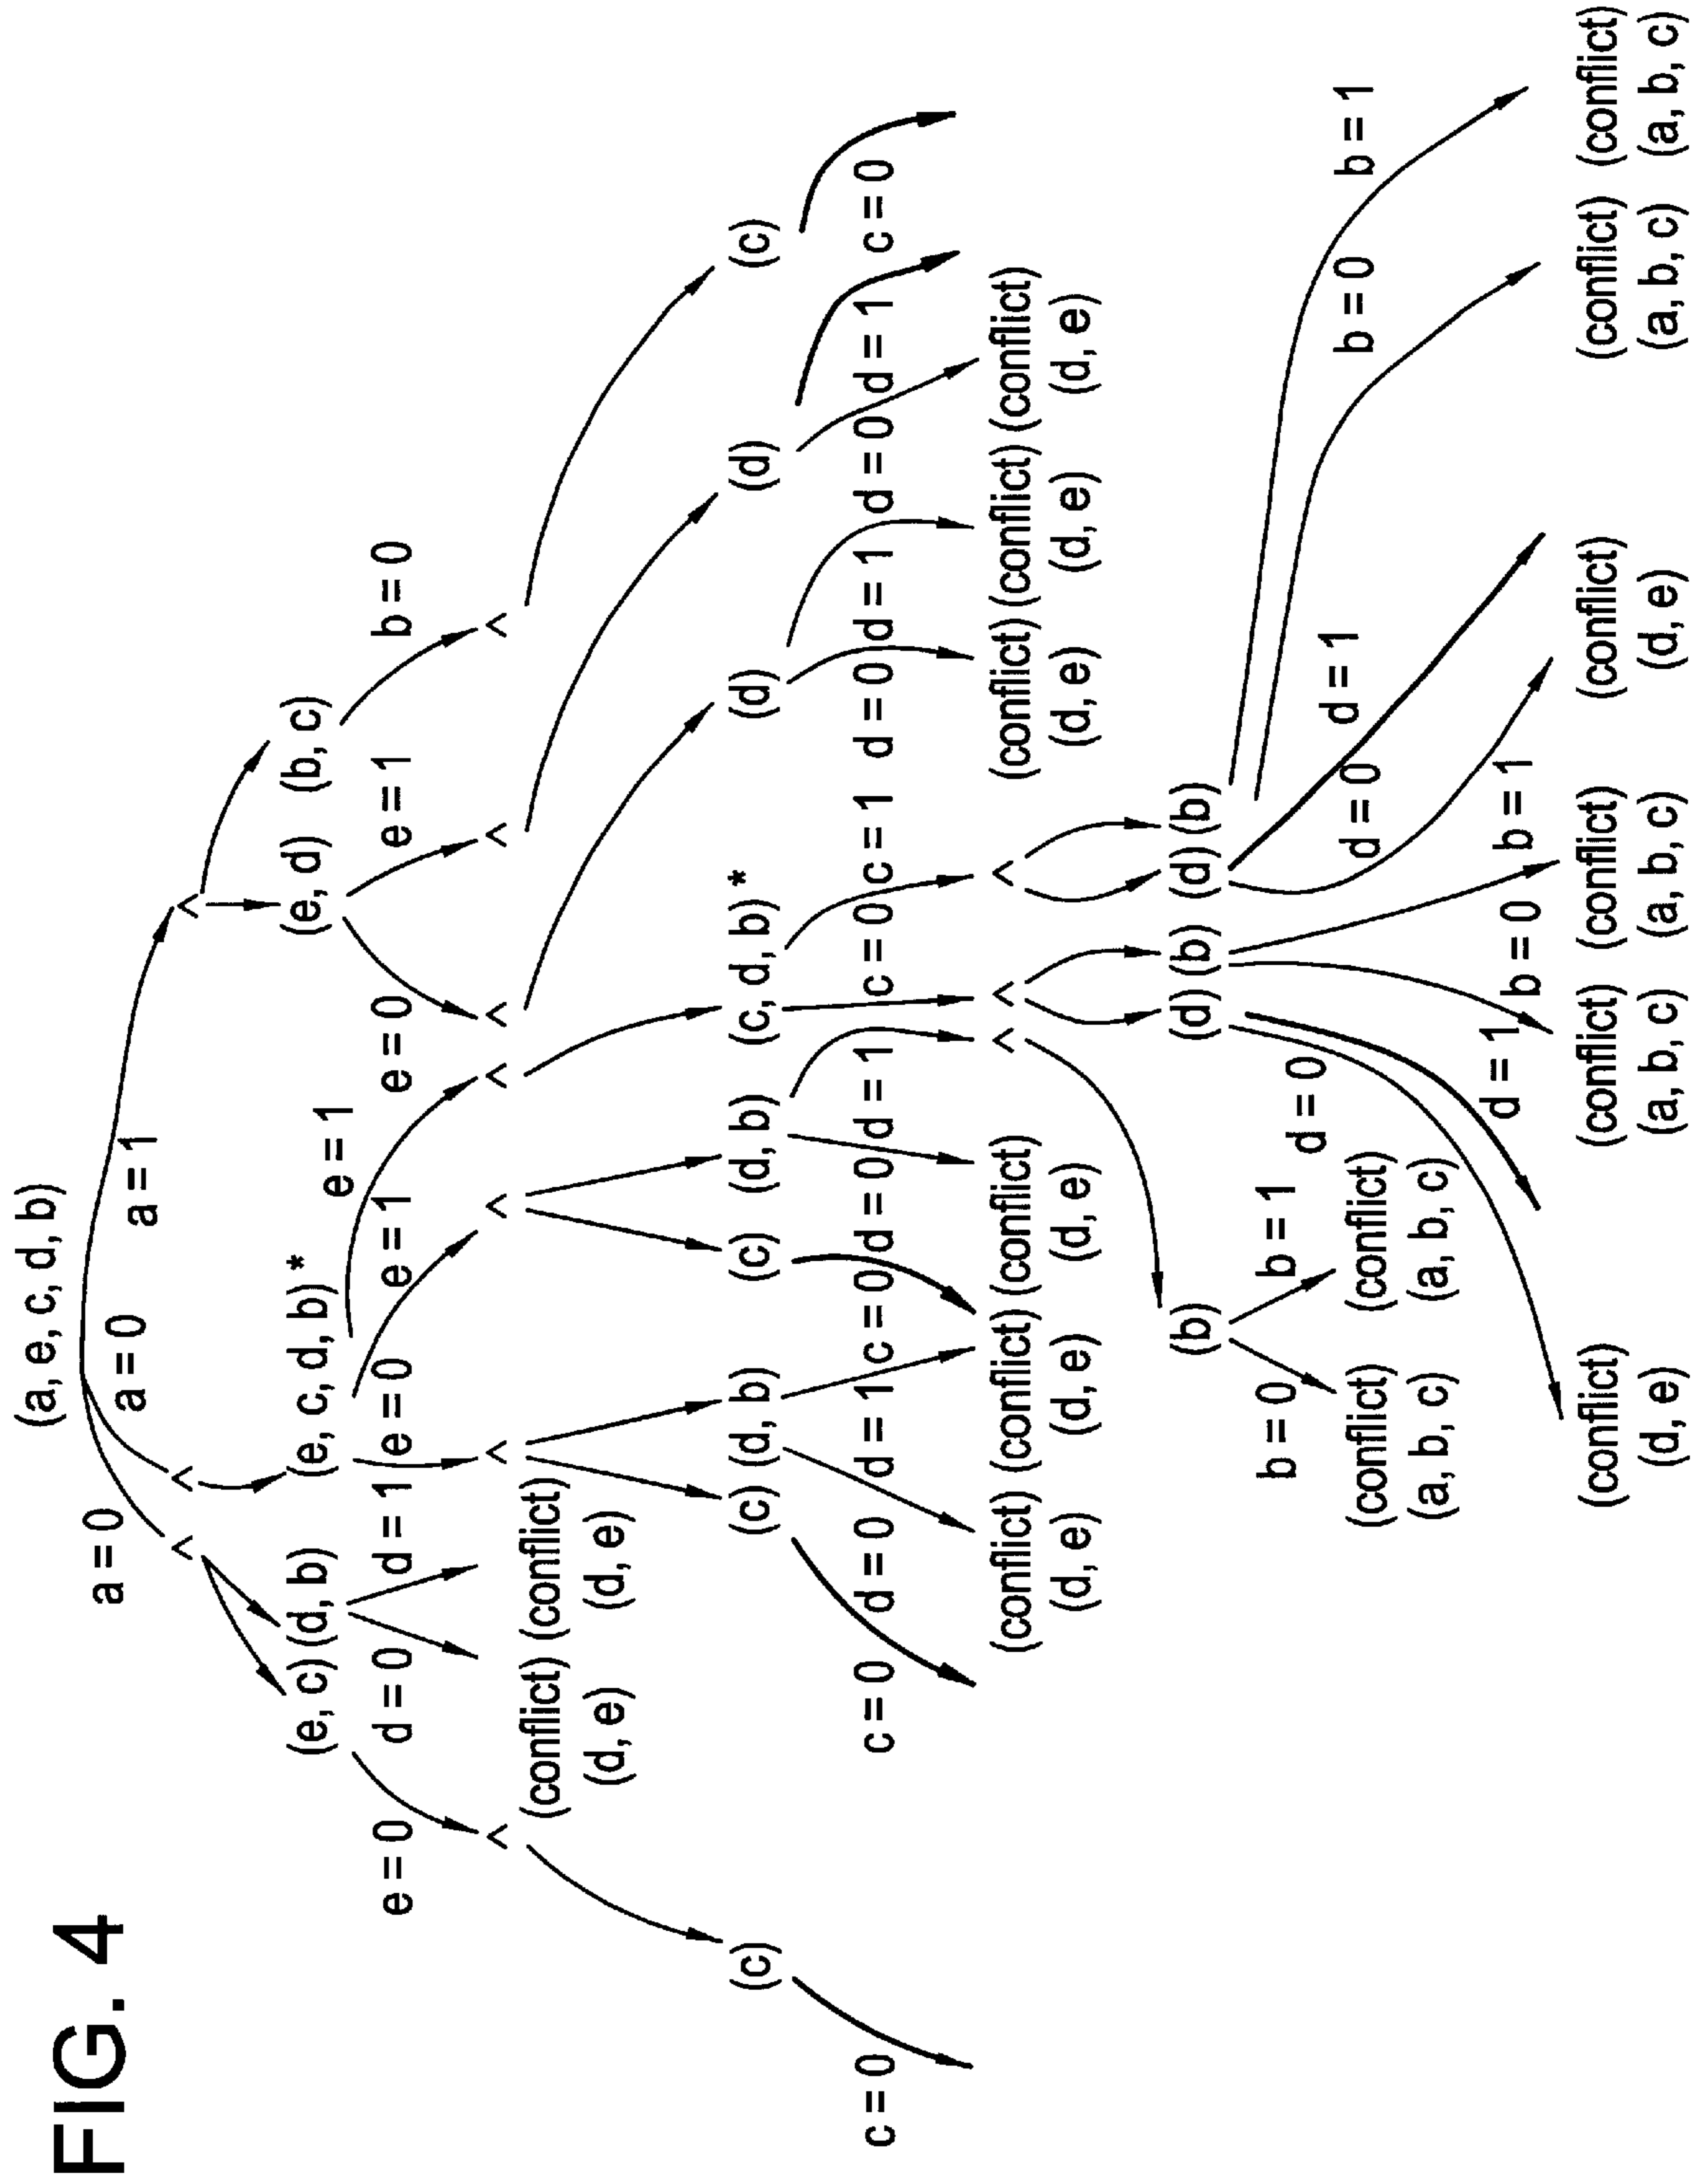 FIG. 4
(a, e, c, d, b)
a = 0 a = 0 a = 1
∧ ∧ ∧
(e, c) (d, b) (e, c, d, b)* (e, d) (b, c)
e = 1
e = 0 d = 0 d = 1 e = 0 e = 1 e = 0 e = 1 b = 0
∧ ∧ ∧ ∧ ∧ ∧ ∧
(conflict) (conflict)
(d, e) (d, e)
(c) (c) (d, b) (c) (d, b) (c, d, b)* (d) (d) (c)
c = 0 c = 0 d = 0 d = 1 c = 0 d = 0 d = 1 c = 0 c = 1 d = 0 d = 1 d = 0 d = 1 c = 0
(conflict) (conflict) (conflict) ∧ ∧ ∧ (conflict) (conflict) (conflict)
(d, e) (d, e) (d, e) (d, e) (d, e) (d, e)
(b) (d) (b) (d) (b)
b = 0 b = 1 d = 0 d = 0 d = 1 b = 0 b = 1
(conflict) (conflict)
(a, b, c) (a, b, c)
d = 1 b = 0 b = 1
(conflict) (conflict) (conflict) (conflict) (conflict) (conflict)
(d, e) (a, b, c) (a, b, c) (d, e) (a, b, c) (a, b, c)